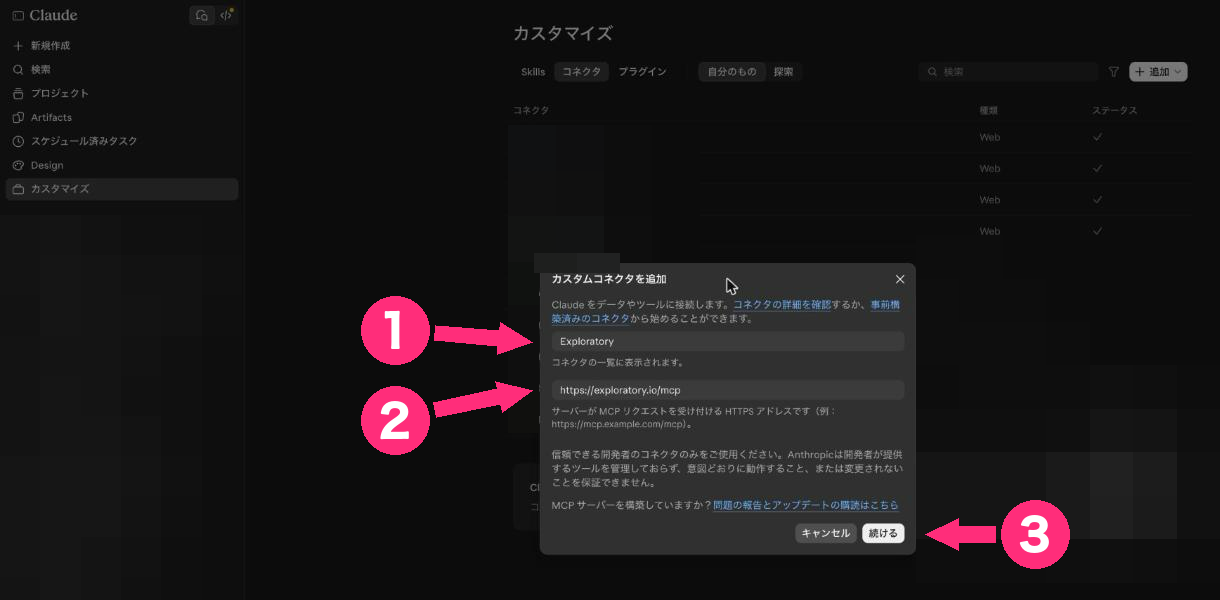 Claude
新規作成
検索
プロジェクト
Artifacts
スケジュール済みタスク
Design
カスタマイズ
カスタマイズ
Skills コネクタ プラグイン 自分のもの 探索 検索 追加
コネクタ 種類 ステータス
Web
Web
Web
Web
カスタムコネクタを追加
Claude をデータやツールに接続します。コネクタの詳細を確認するか、事前構
築済みのコネクタから始めることができます。
1
Exploratory
コネクタの一覧に表示されます。
2
https://exploratory.io/mcp
サーバーが MCP リクエストを受け付ける HTTPS アドレスです（例：
https://mcp.example.com/mcp）。
信頼できる開発者のコネクタのみをご使用ください。Anthropicは開発者が提供
するツールを管理しておらず、意図どおりに動作すること、または変更されない
ことを保証できません。
MCP サーバーを構築していますか？問題の報告とアップデートの購読はこちら
キャンセル 続ける
3